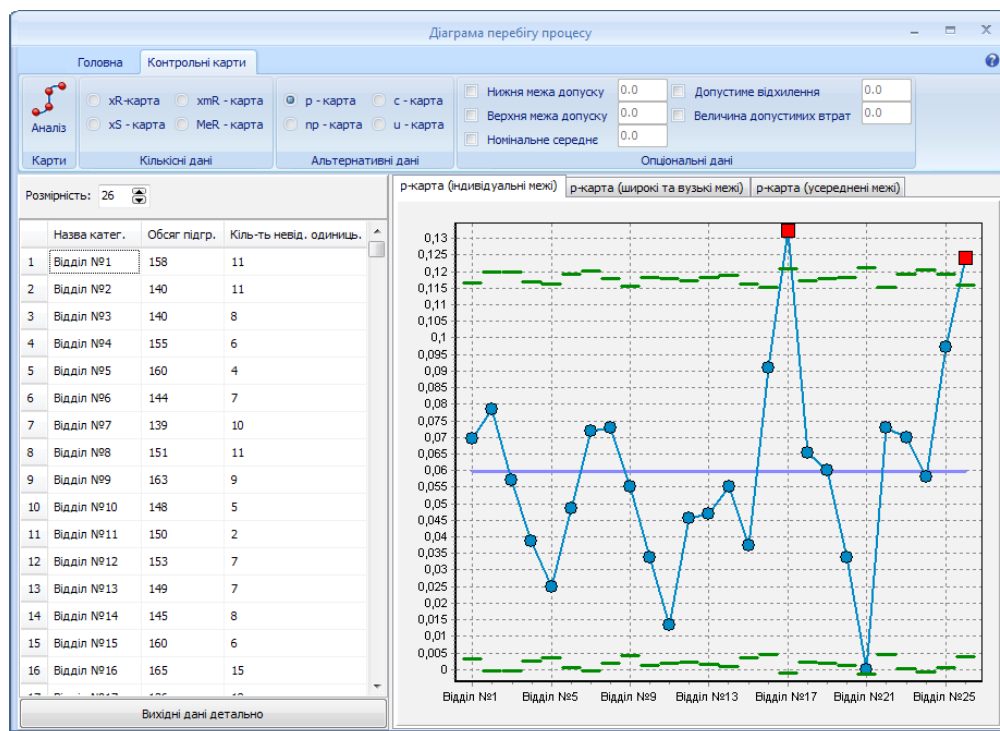 Діаграма перебігу процесу
Головна Контрольні карти
Аналіз
Карти
xR-карта xmR - карта
xS - карта MeR - карта
Кількісні дані
p - карта c - карта
np - карта u - карта
Альтернативні дані
Нижня межа допуску 0.0 Допустиме відхилення 0.0
Верхня межа допуску 0.0 Величина допустимих втрат 0.0
Номінальне середнє 0.0
Опціональні дані
Розмірність: 26
Назва катег. Обсяг підгр. Кіль-ть невід. одиниць.
1 Відділ №1 158 11
2 Відділ №2 140 11
3 Відділ №3 140 8
4 Відділ №4 155 6
5 Відділ №5 160 4
6 Відділ №6 144 7
7 Відділ №7 139 10
8 Відділ №8 151 11
9 Відділ №9 163 9
10 Відділ №10 148 5
11 Відділ №11 150 2
12 Відділ №12 153 7
13 Відділ №13 149 7
14 Відділ №14 145 8
15 Відділ №15 160 6
16 Відділ №16 165 15
Вихідні дані детально
p-карта (індивідуальні межі) p-карта (широкі та вузькі межі) p-карта (усереднені межі)
0,13
0,125
0,12
0,115
0,11
0,105
0,1
0,095
0,09
0,085
0,08
0,075
0,07
0,065
0,06
0,055
0,05
0,045
0,04
0,035
0,03
0,025
0,02
0,015
0,01
0,005
0
Відділ №1 Відділ №5 Відділ №9 Відділ №13 Відділ №17 Відділ №21 Відділ №25